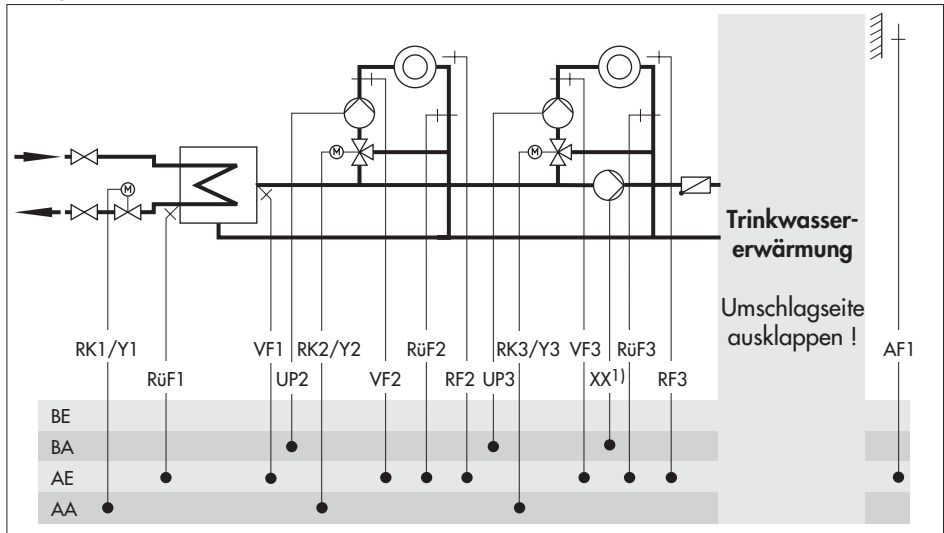 M
M
M
Trinkwasser-
erwärmung
Umschlagseite
ausklappen !
RK1/Y1
VF1
RK2/Y2
RüF2
RK3/Y3
VF3
RüF3
AF1
RüF1
UP2
VF2
RF2
UP3
XX1)
RF3
BE
BA
AE
AA